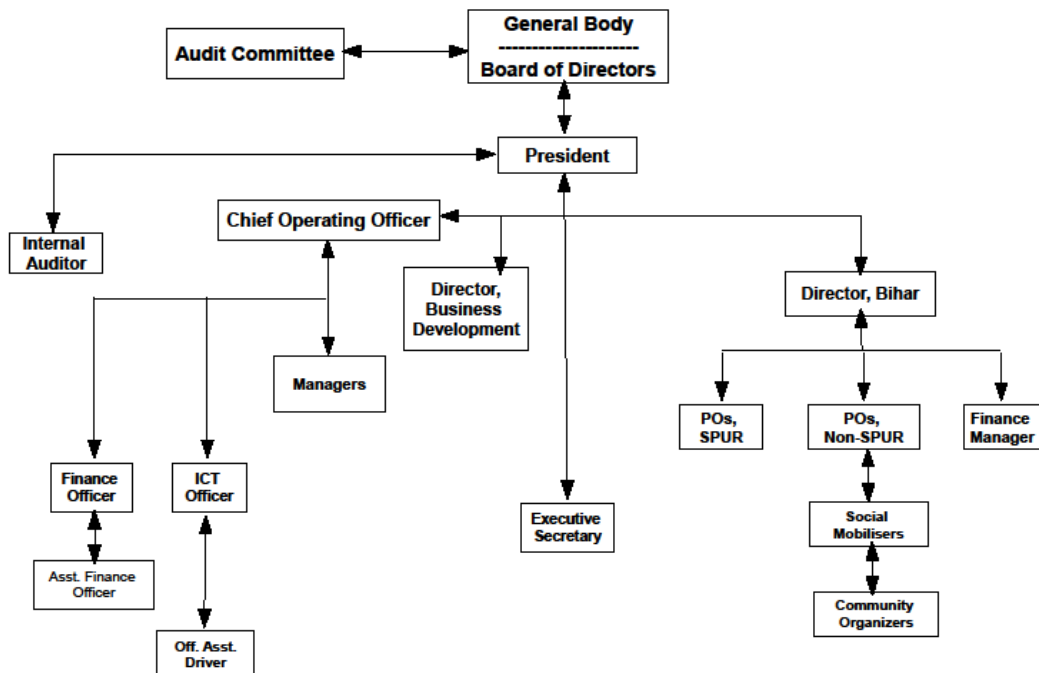 General Body
---------------------
Board of Directors
Audit Committee
President
Chief Operating Officer
Internal
Auditor
Director,
Business
Development
Director, Bihar
Managers
POs,
SPUR
POs,
Non-SPUR
Finance
Manager
Finance
Officer
ICT
Officer
Executive
Secretary
Social
Mobilisers
Asst. Finance
Officer
Community
Organizers
Off. Asst.
Driver